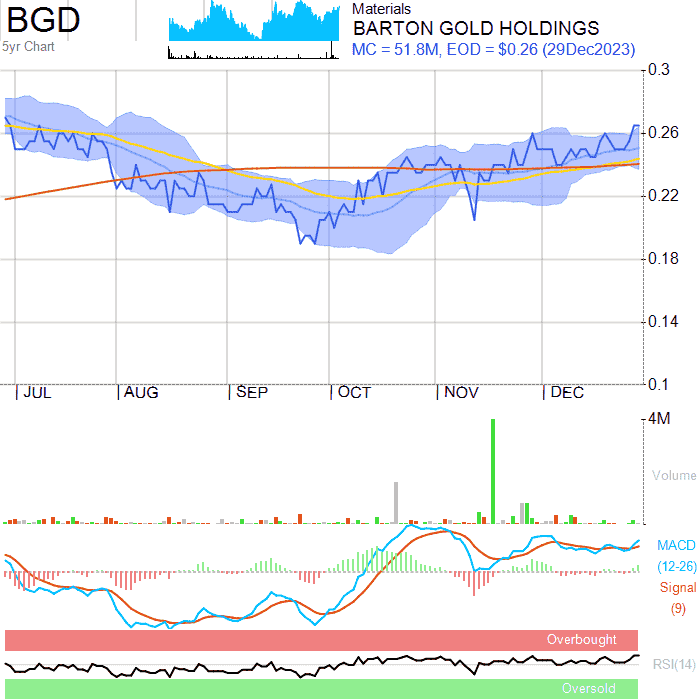 BGD
5yr Chart
Materials
BARTON GOLD HOLDINGS
MC = 51.8M, EOD = $0.26 (29Dec2023)
0.3
0.26
0.22
0.18
0.14
0.1
JUL AUG SEP OCT NOV DEC
4M
Volume
MACD
(12-26)
Signal
(9)
Overbought
RSI(14)
Oversold